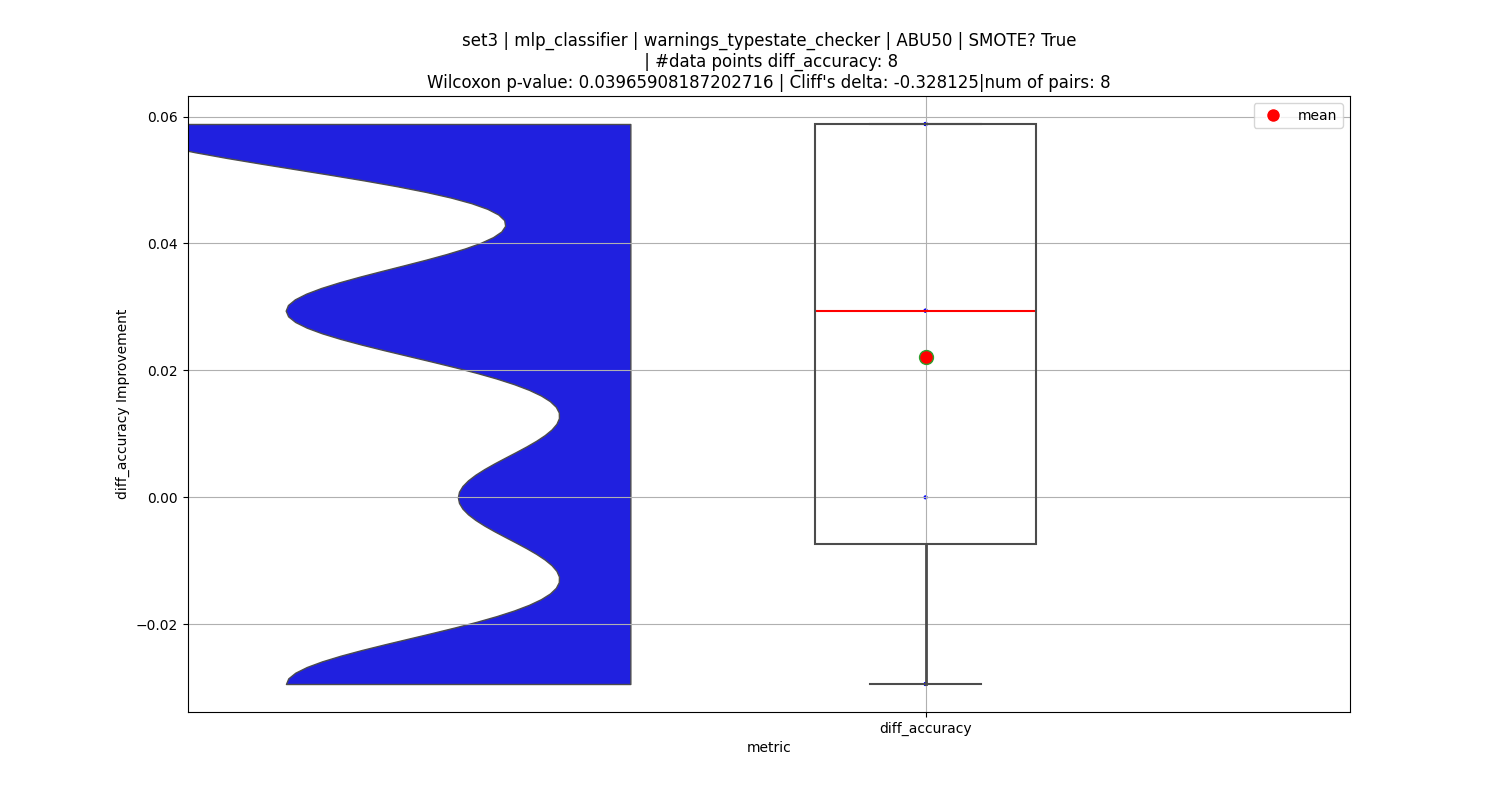 set3 | mlp_classifier | warnings_typestate_checker | ABU50 | SMOTE? True
| #data points diff_accuracy: 8
Wilcoxon p-value: 0.03965908187202716 | Cliff's delta: -0.328125|num of pairs: 8
mean
0.06
0.04
0.02
0.00
−0.02
diff_accuracy Improvement
diff_accuracy
metric